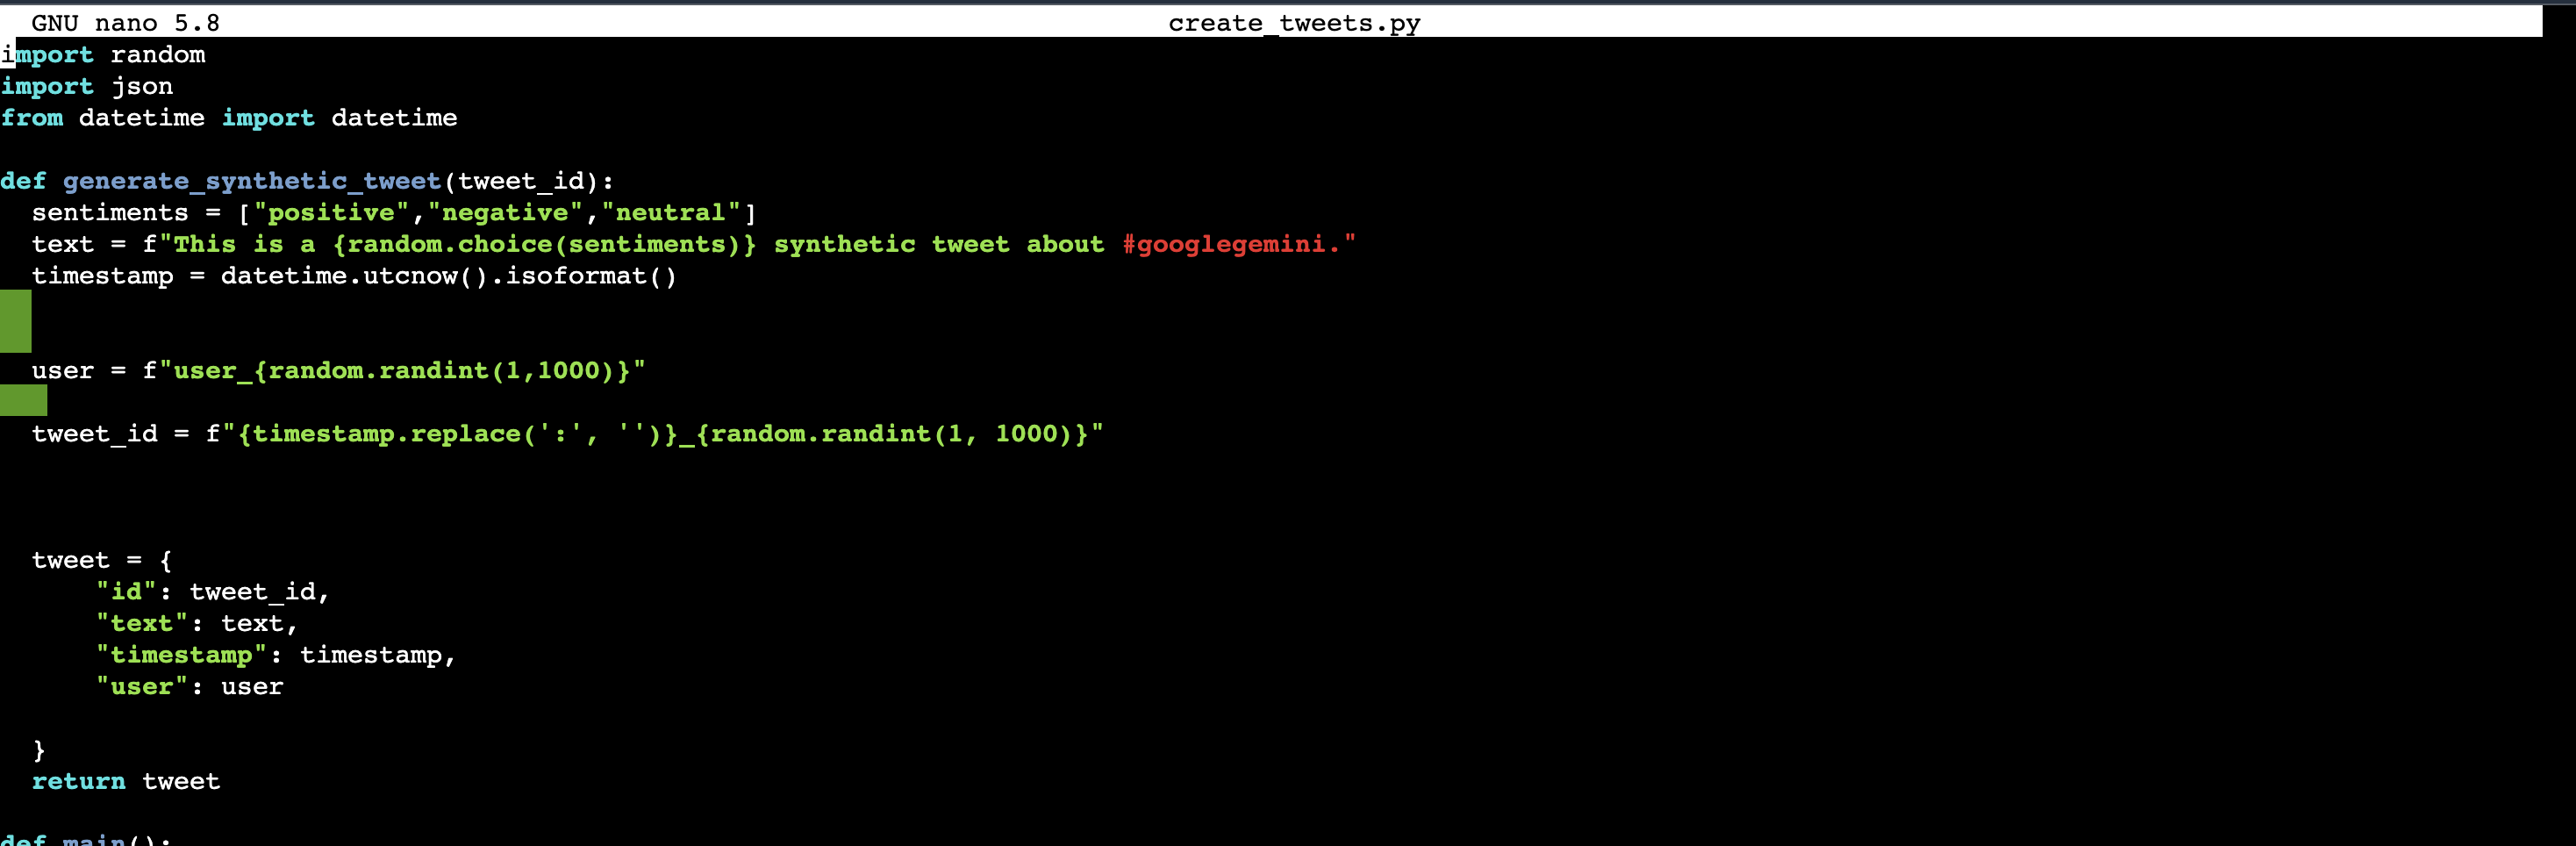 GNU nano 5.8 create_tweets.py
import random
import json
from datetime import datetime
def generate_synthetic_tweet(tweet_id):
sentiments = ["positive","negative","neutral"]
text = f"This is a {random.choice(sentiments)} synthetic tweet about #googlegemini."
timestamp = datetime.utcnow().isoformat()
user = f"user_{random.randint(1,1000)}"
tweet_id = f"{timestamp.replace(':', '')}_{random.randint(1, 1000)}"
tweet = {
"id": tweet_id,
"text": text,
"timestamp": timestamp,
"user": user
}
return tweet
def main():